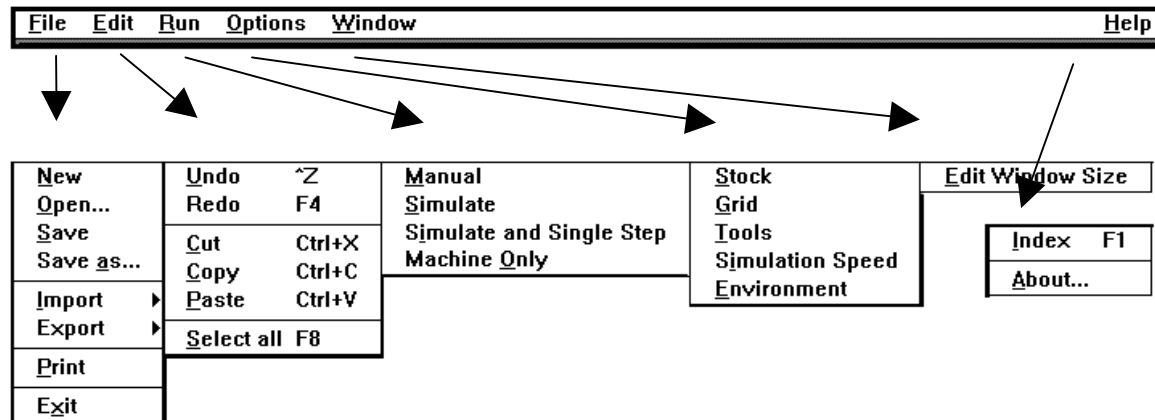 File Edit Run Options Window Help
New
Open...
Save
Save as...
Import
Export
Print
Exit
Undo ^Z
Redo F4
Cut Ctrl+X
Copy Ctrl+C
Paste Ctrl+V
Select all F8
Manual
Simulate
Simulate and Single Step
Machine Only
Stock
Grid
Tools
Simulation Speed
Environment
Edit Window Size
Index F1
About...